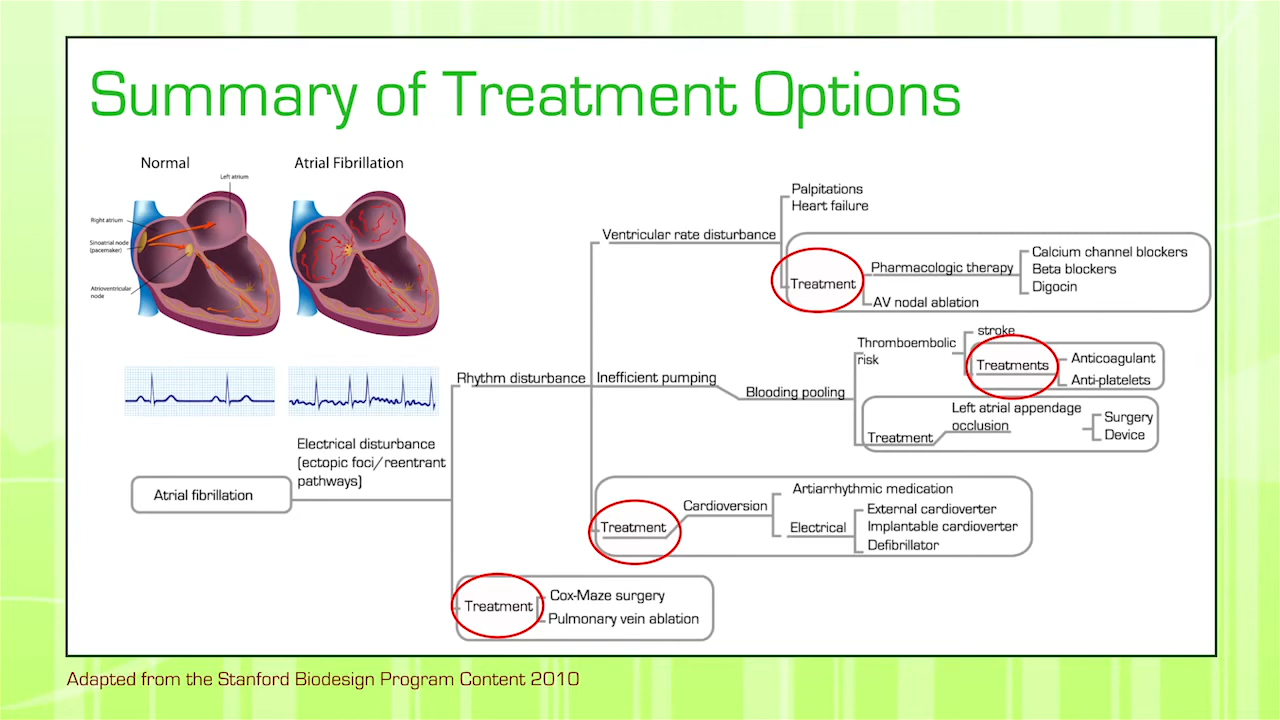 Summary of Treatment Options
Normal
Atrial Fibrillation
Left atrium
Right atrium
Sinoatrial node
(pacemaker)
Atrioventricular
node
Palpitations
Heart failure
Ventricular rate disturbance
Treatment
Pharmacologic therapy
Calcium channel blockers
Beta blockers
Digocin
AV nodal ablation
Rhythm disturbance
Inefficient pumping
Blooding pooling
Thromboembolic
risk
stroke
Treatments
Anticoagulant
Anti-platelets
Treatment
Left atrial appendage
occlusion
Surgery
Device
Electrical disturbance
(ectopic foci/reentrant
pathways)
Atrial fibrillation
Treatment
Cardioversion
Artiarrhythmic medication
Electrical
External cardioverter
Implantable cardioverter
Defibrillator
Treatment
Cox-Maze surgery
Pulmonary vein ablation
Adapted from the Stanford Biodesign Program Content 2010